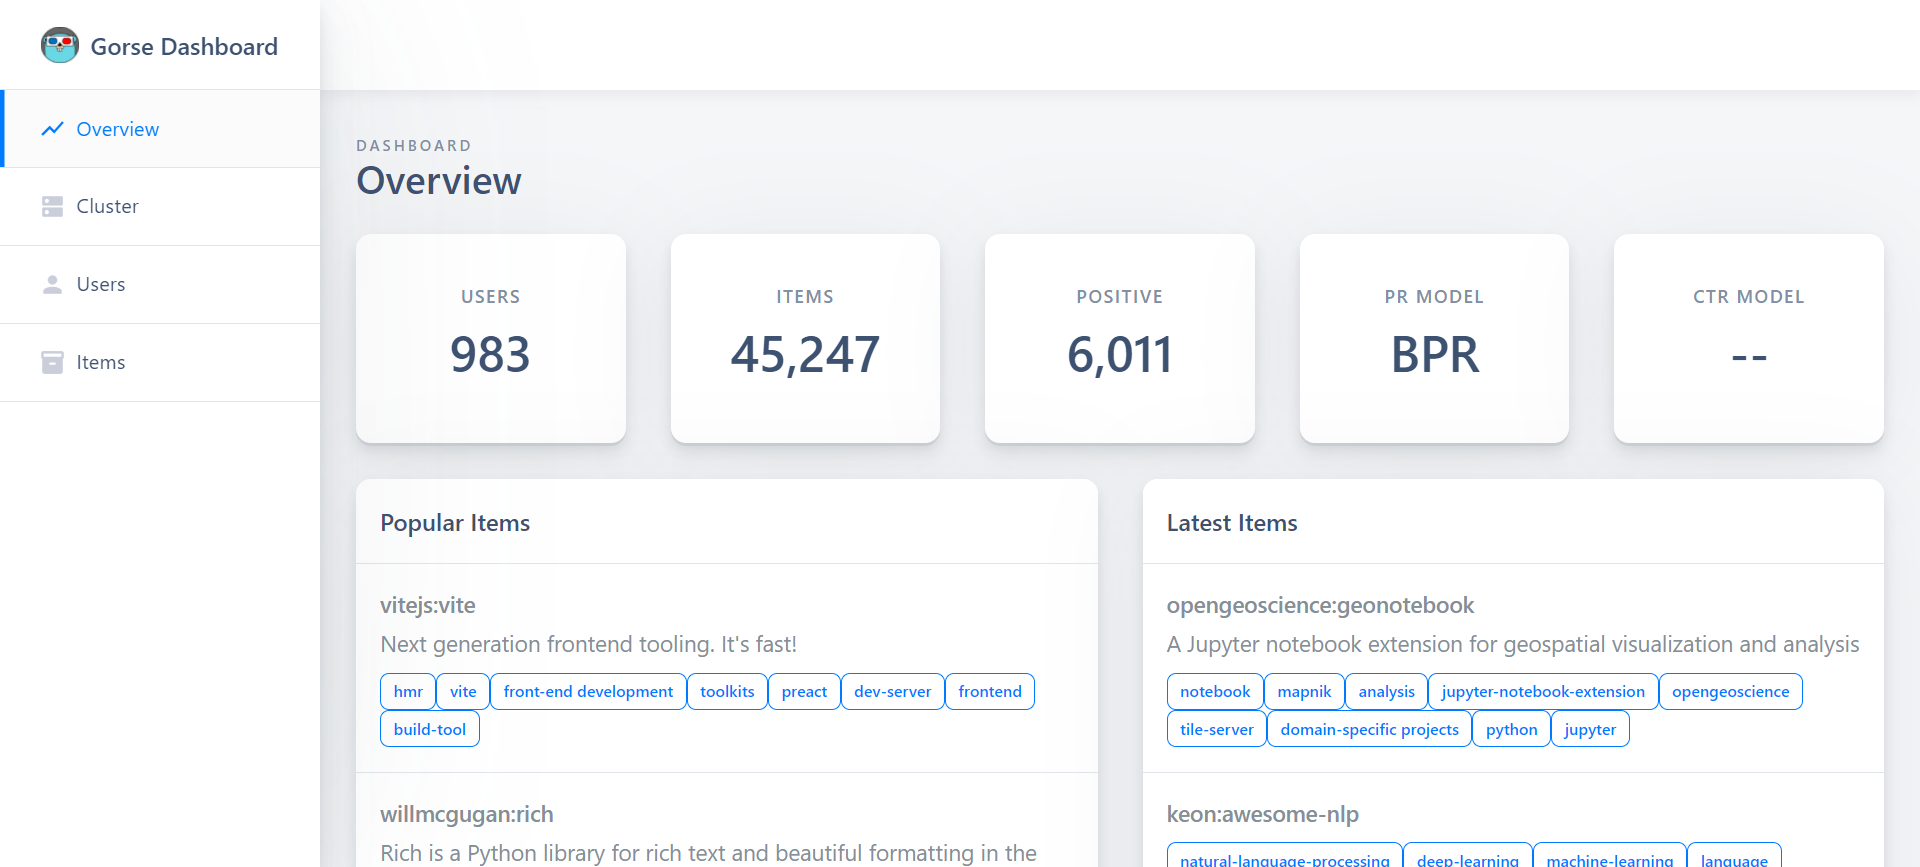 Gorse Dashboard
Overview
Cluster
Users
Items
DASHBOARD
Overview
USERS
983
ITEMS
45,247
POSITIVE
6,011
PR MODEL
BPR
CTR MODEL
--
Popular Items
vitejs:vite
Next generation frontend tooling. It's fast!
hmr vite front-end development toolkits preact dev-server frontend
build-tool
willmcgugan:rich
Rich is a Python library for rich text and beautiful formatting in the
Latest Items
opengeoscience:geonotebook
A Jupyter notebook extension for geospatial visualization and analysis
notebook mapnik analysis jupyter-notebook-extension opengeoscience
tile-server domain-specific projects python jupyter
keon:awesome-nlp
natural-language-processing deep-learning machine-learning language